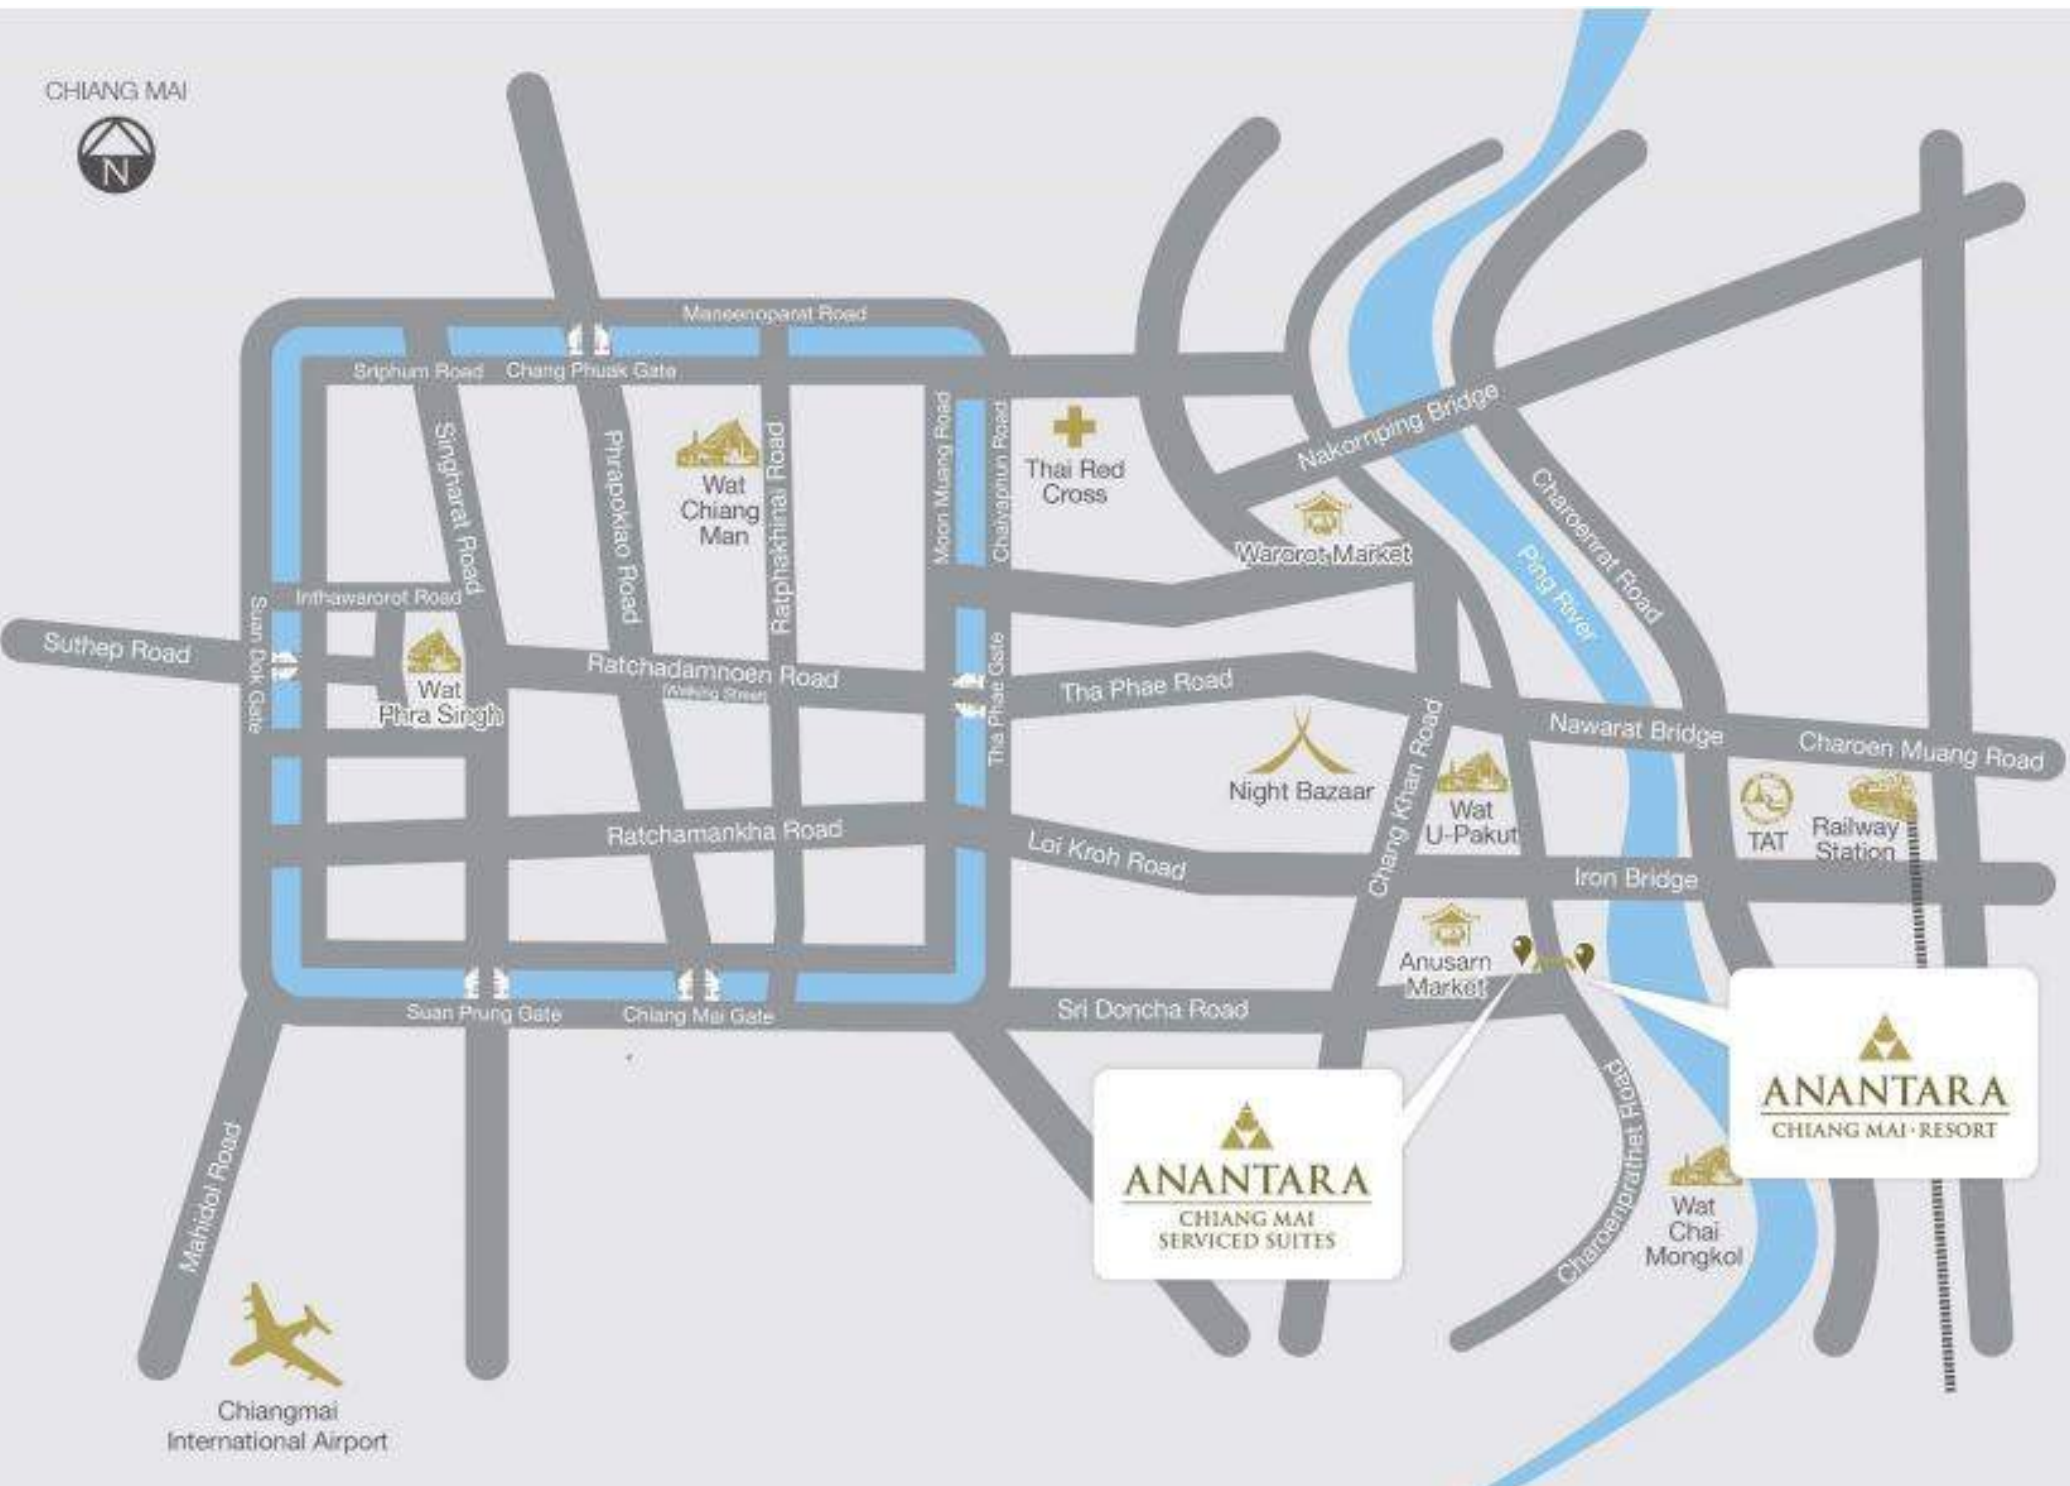 CHIANG MAI
N
Maneenoparat Road
Sriphum Road
Chang Phuak Gate
Singharat Road
Phrapokklao Road
Wat
Chiang
Man
Ratphakhinai Road
Moon Muang Road
Chaiyaphun Road
Thai Red
Cross
Nakornping Bridge
Warorot Market
Charoenrat Road
Ping River
Inthawarorot Road
Suthep Road
Suan Dok Gate
Wat
Phra Singh
Ratchadamnoen Road
(Walking Street)
Tha Phae Gate
Tha Phae Road
Nawarat Bridge
Charoen Muang Road
Night Bazaar
Chang Khan Road
Wat
U-Pakut
TAT
Railway
Station
Ratchamankha Road
Loi Kroh Road
Iron Bridge
Anusarn
Market
Suan Prung Gate
Chiang Mai Gate
Sri Doncha Road
ANANTARA
CHIANG MAI
SERVICED SUITES
ANANTARA
CHIANG MAI·RESORT
Charoenprathet Road
Wat
Chai
Mongkol
Mahidol Road
Chiangmai
International Airport